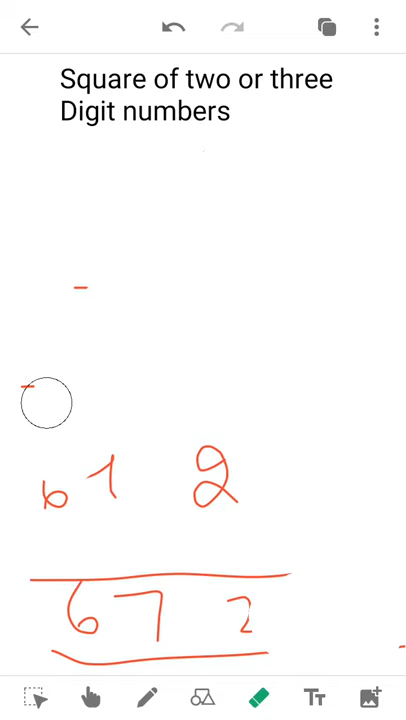 Square of two or three
Digit numbers
-
-
6 1 2
6 7 2